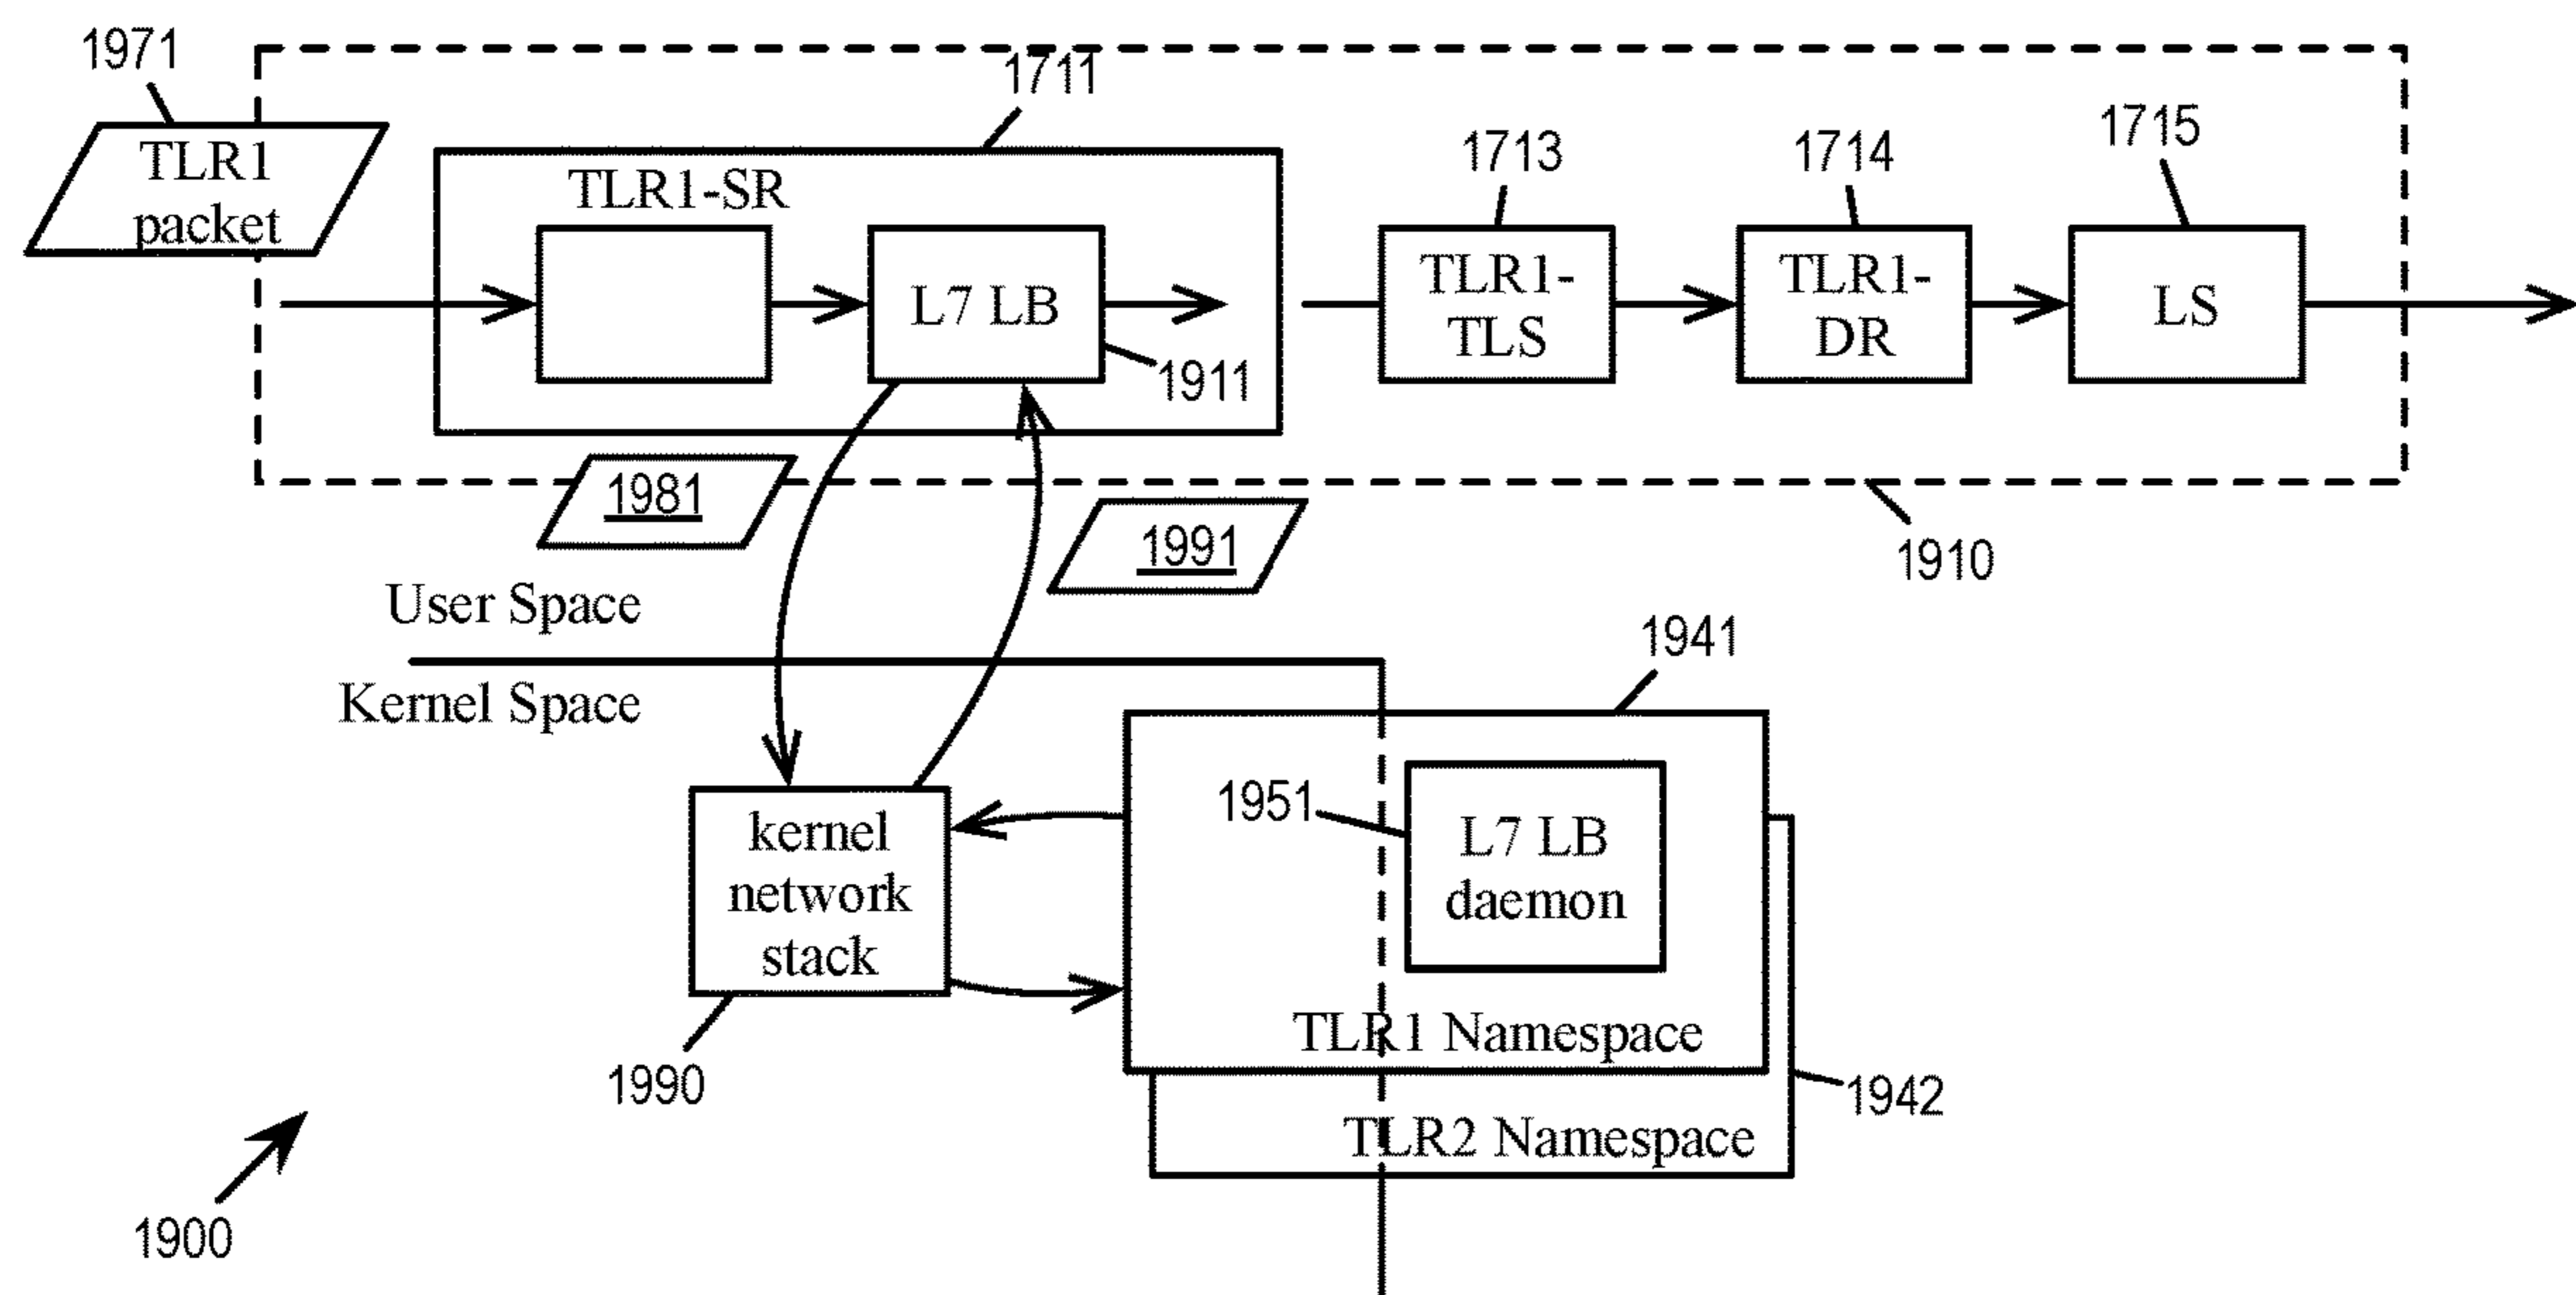 1971
1711
TLR1
packet
TLR1-SR
1713
1714
1715
L7 LB
1911
TLR1-
TLS
TLR1-
DR
LS
1981
1991
1910
User Space
Kernel Space
1941
1951
kernel
network
stack
L7 LB
daemon
TLR1 Namespace
1990
1942
TLR2 Namespace
1900